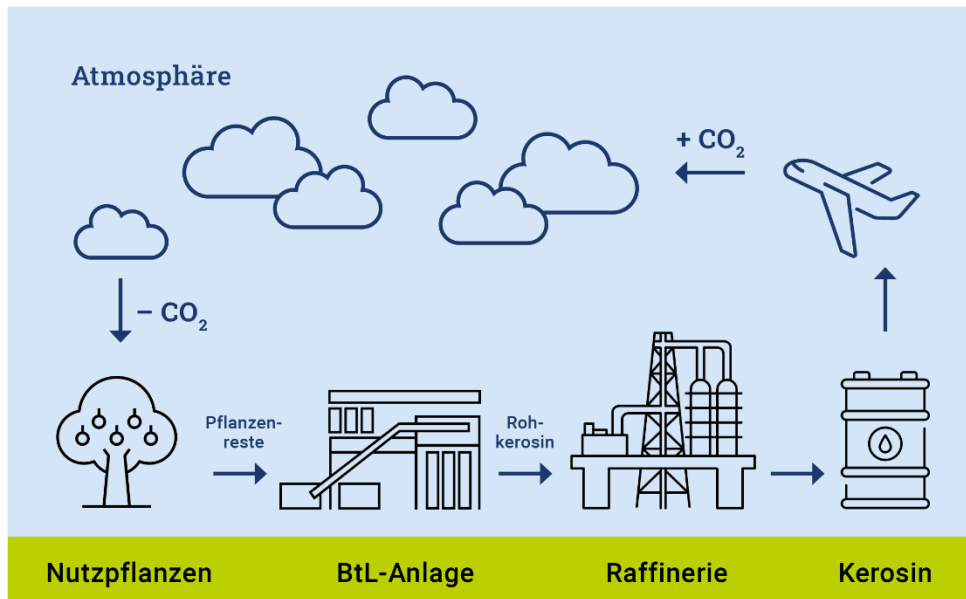 Atmosphäre
+ CO₂
– CO₂
Pflanzen-
reste
Roh-
kerosin
Nutzpflanzen
BtL-Anlage
Raffinerie
Kerosin